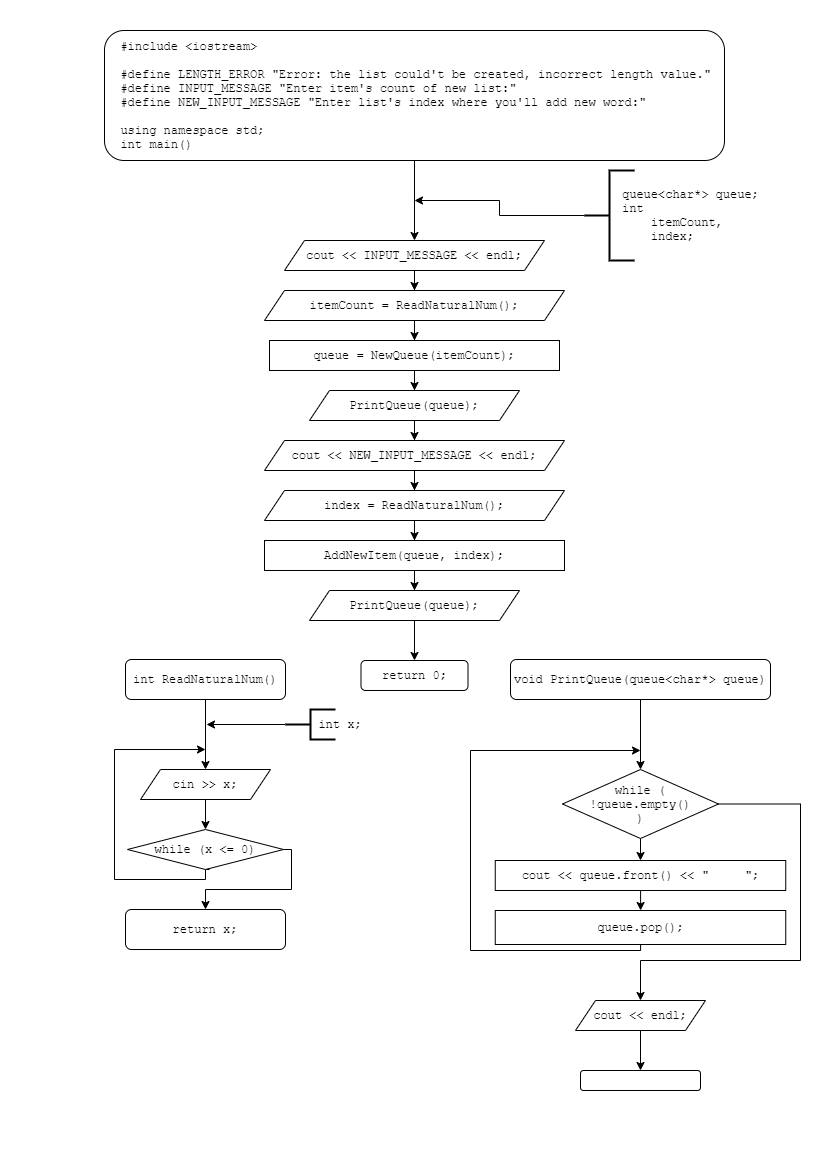 #include <iostream>
#define LENGTH_ERROR "Error: the list could't be created, incorrect length value."
#define INPUT_MESSAGE "Enter item's count of new list:"
#define NEW_INPUT_MESSAGE "Enter list's index where you'll add new word:"
using namespace std;
int main()
queue<char*> queue;
int
itemCount,
index;
cout << INPUT_MESSAGE << endl;
itemCount = ReadNaturalNum();
queue = NewQueue(itemCount);
PrintQueue(queue);
cout << NEW_INPUT_MESSAGE << endl;
index = ReadNaturalNum();
AddNewItem(queue, index);
PrintQueue(queue);
return 0;
int ReadNaturalNum()
int x;
cin >> x;
while (x <= 0)
return x;
void PrintQueue(queue<char*> queue)
while (
!queue.empty()
)
cout << queue.front() << "     ";
queue.pop();
cout << endl;